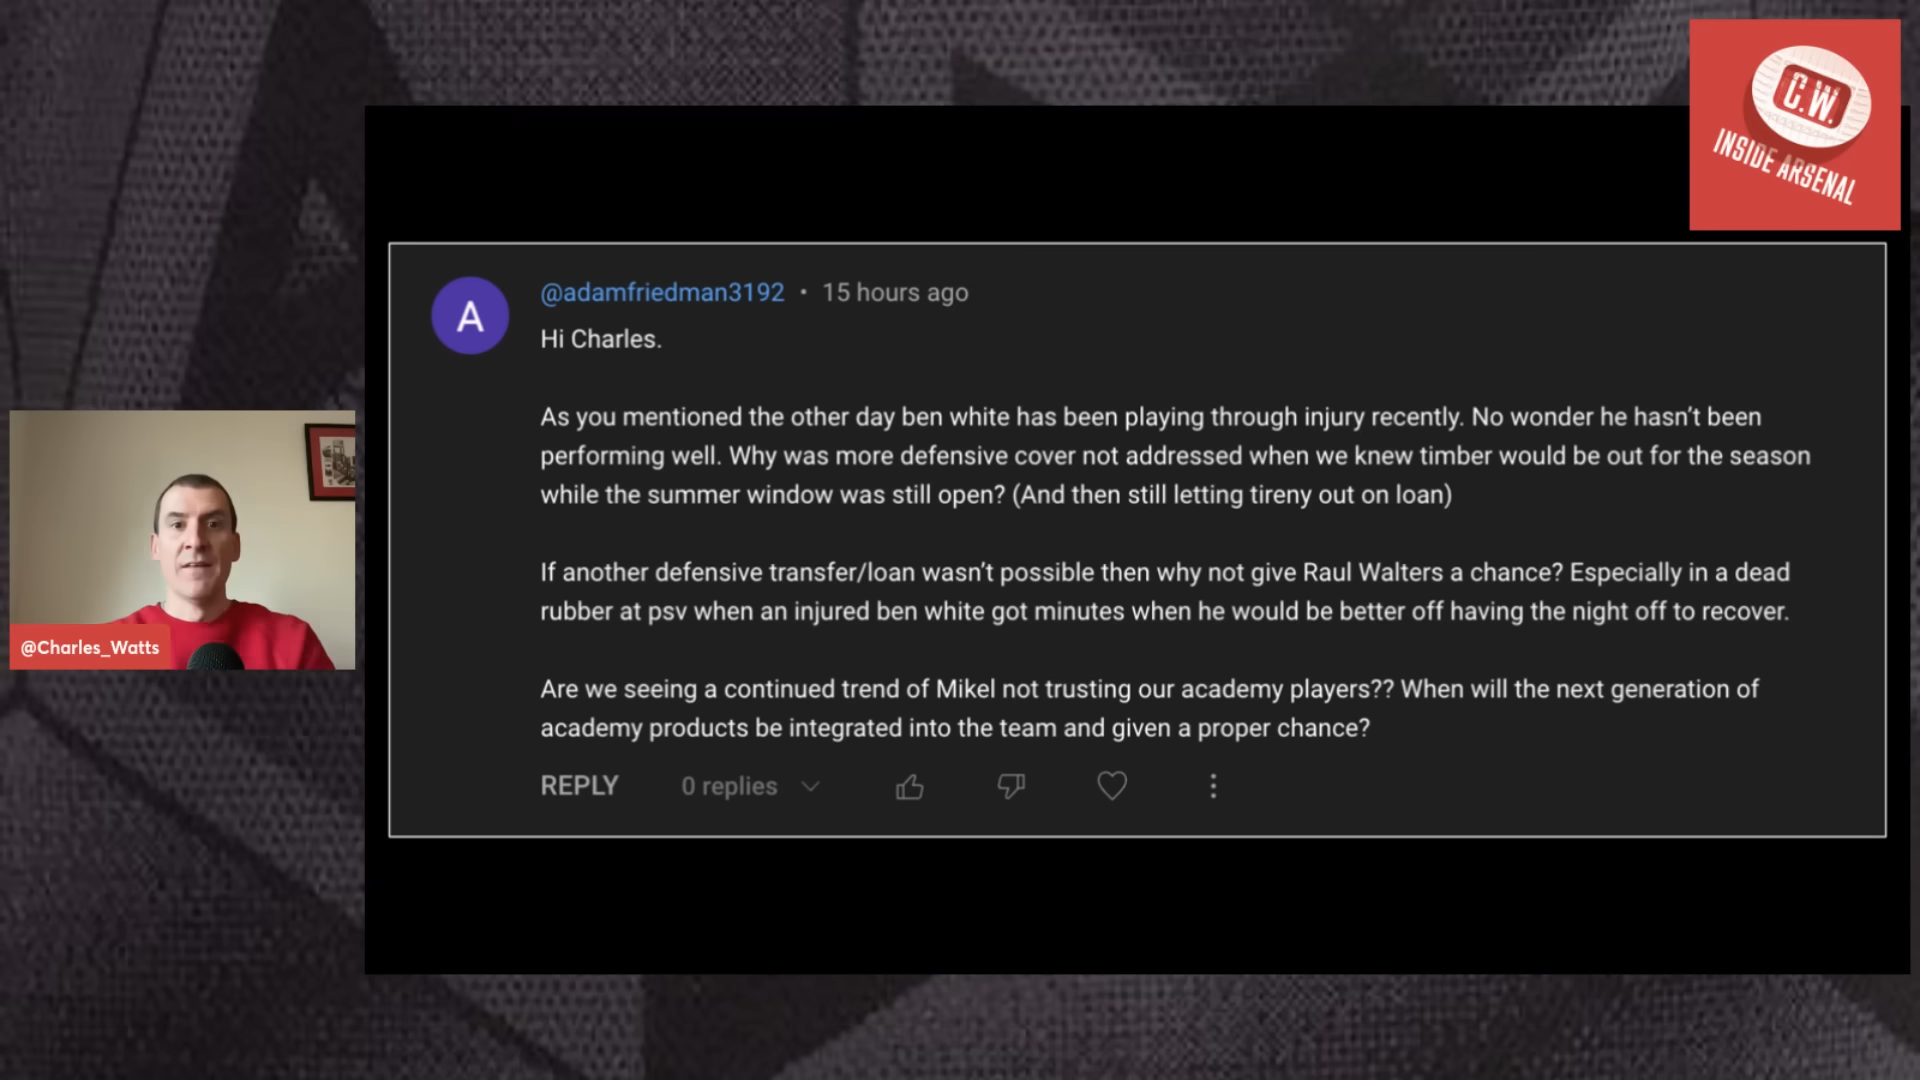 C.W.
INSIDE ARSENAL
@adamfriedman3192 • 15 hours ago
A
Hi Charles.
As you mentioned the other day ben white has been playing through injury recently. No wonder he hasn’t been
performing well. Why was more defensive cover not addressed when we knew timber would be out for the season
while the summer window was still open? (And then still letting tireny out on loan)
If another defensive transfer/loan wasn’t possible then why not give Raul Walters a chance? Especially in a dead
rubber at psv when an injured ben white got minutes when he would be better off having the night off to recover.
@Charles_Watts
Are we seeing a continued trend of Mikel not trusting our academy players?? When will the next generation of
academy products be integrated into the team and given a proper chance?
REPLY 0 replies